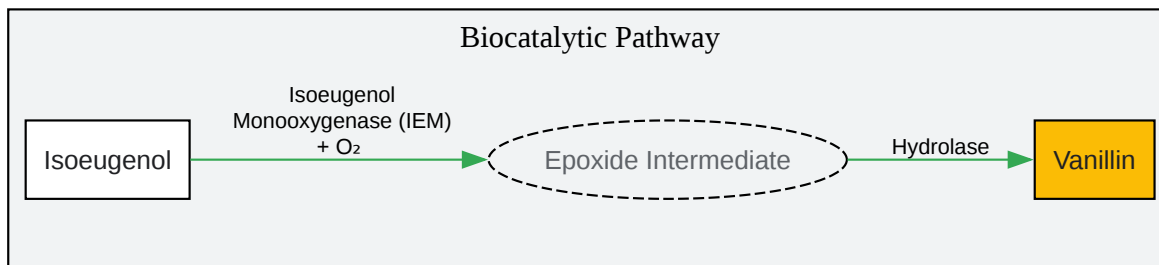 Biocatalytic Pathway
Isoeugenol
Monooxygenase (IEM)
+ O₂
Isoeugenol
Epoxide Intermediate
Hydrolase
Vanillin